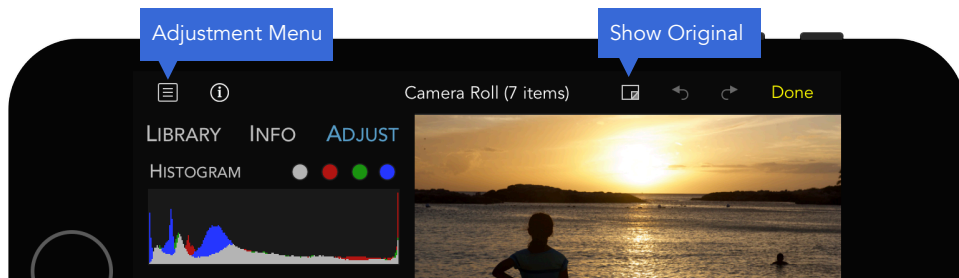 Adjustment Menu
Show Original
Camera Roll (7 items)
Done
LIBRARY INFO ADJUST
HISTOGRAM